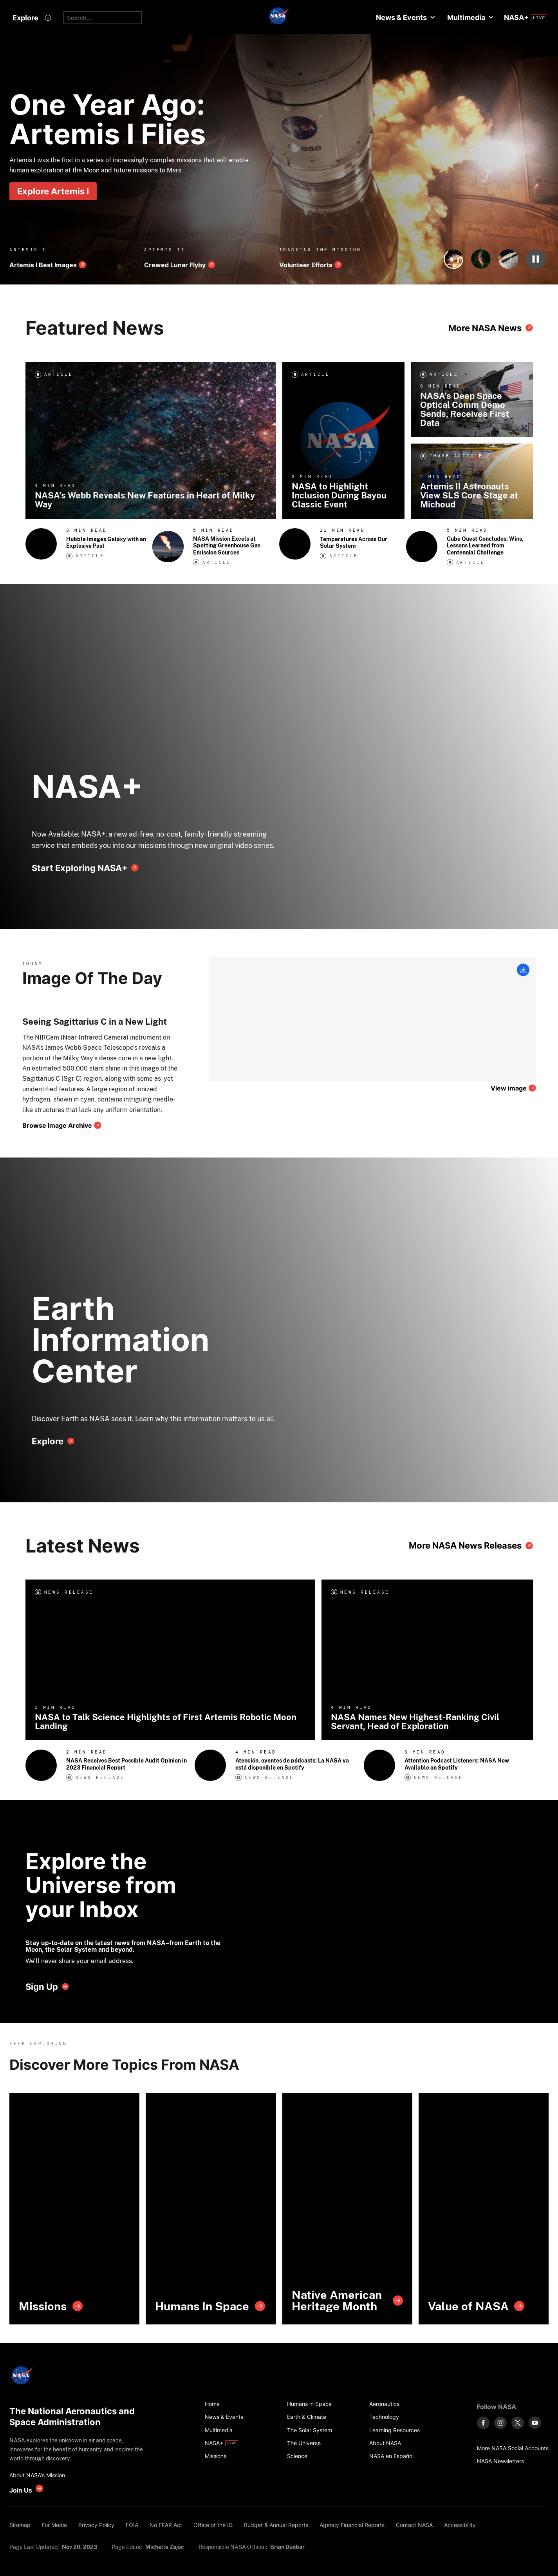 Explore
Search...
NASA
News & Events
Multimedia
NASA+ LIVE
One Year Ago:
Artemis I Flies
Artemis I was the first in a series of increasingly complex missions that will enable
human exploration at the Moon and future missions to Mars.
Explore Artemis I
ARTEMIS I
Artemis I Best Images
ARTEMIS II
Crewed Lunar Flyby
TRACKING THE MISSION
Volunteer Efforts
Featured News
More NASA News
ARTICLE
4 MIN READ
NASA's Webb Reveals New Features in Heart of Milky
Way
ARTICLE
NASA
3 MIN READ
NASA to Highlight
Inclusion During Bayou
Classic Event
ARTICLE
6 MIN READ
NASA's Deep Space
Optical Comm Demo
Sends, Receives First
Data
IMAGE ARTICLE
2 MIN READ
Artemis II Astronauts
View SLS Core Stage at
Michoud
3 MIN READ
Hubble Images Galaxy with an
Explosive Past
ARTICLE
5 MIN READ
NASA Mission Excels at
Spotting Greenhouse Gas
Emission Sources
ARTICLE
11 MIN READ
Temperatures Across Our
Solar System
ARTICLE
5 MIN READ
Cube Quest Concludes: Wins,
Lessons Learned from
Centennial Challenge
ARTICLE
NASA+
Now Available: NASA+, a new ad-free, no-cost, family-friendly streaming
service that embeds you into our missions through new original video series.
Start Exploring NASA+
TODAY
Image Of The Day
Seeing Sagittarius C in a New Light
The NIRCam (Near-Infrared Camera) instrument on
NASA's James Webb Space Telescope's reveals a
portion of the Milky Way's dense core in a new light.
An estimated 500,000 stars shine in this image of the
Sagittarius C (Sgr C) region, along with some as-yet
unidentified features. A large region of ionized
hydrogen, shown in cyan, contains intriguing needle-
like structures that lack any uniform orientation.
Browse Image Archive
View image
Earth
Information
Center
Discover Earth as NASA sees it. Learn why this information matters to us all.
Explore
Latest News
More NASA News Releases
NEWS RELEASE
3 MIN READ
NASA to Talk Science Highlights of First Artemis Robotic Moon
Landing
NEWS RELEASE
4 MIN READ
NASA Names New Highest-Ranking Civil
Servant, Head of Exploration
2 MIN READ
NASA Receives Best Possible Audit Opinion in
2023 Financial Report
NEWS RELEASE
4 MIN READ
Atención, oyentes de pódcasts: La NASA ya
está disponible en Spotify
NEWS RELEASE
3 MIN READ
Attention Podcast Listeners: NASA Now
Available on Spotify
NEWS RELEASE
Explore the
Universe from
your Inbox
Stay up-to-date on the latest news from NASA–from Earth to the
Moon, the Solar System and beyond.
We'll never share your email address.
Sign Up
KEEP EXPLORING
Discover More Topics From NASA
Missions
Humans In Space
Native American
Heritage Month
Value of NASA
NASA
The National Aeronautics and
Space Administration
NASA explores the unknown in air and space,
innovates for the benefit of humanity, and inspires the
world through discovery.
About NASA's Mission
Join Us
Home
News & Events
Multimedia
NASA+ LIVE
Missions
Humans in Space
Earth & Climate
The Solar System
The Universe
Science
Aeronautics
Technology
Learning Resources
About NASA
NASA en Español
Follow NASA
More NASA Social Accounts
NASA Newsletters
Sitemap
For Media
Privacy Policy
FOIA
No FEAR Act
Office of the IG
Budget & Annual Reports
Agency Financial Reports
Contact NASA
Accessibility
Page Last Updated: Nov 20, 2023
Page Editor: Michelle Zajac
Responsible NASA Official: Brian Dunbar